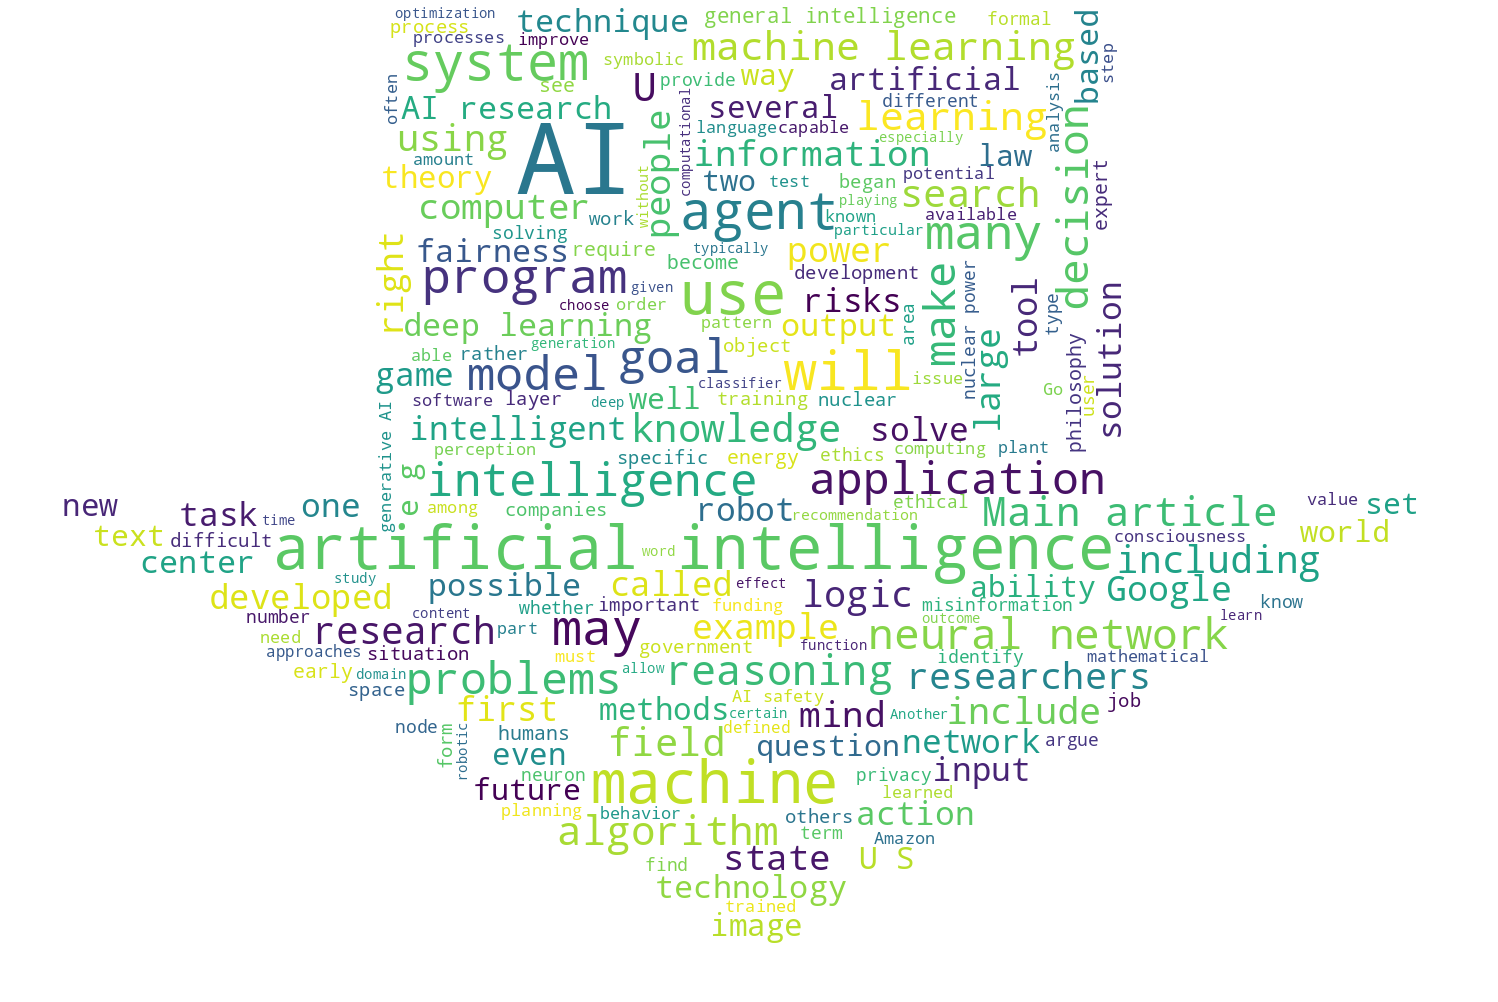 optimization
process
technique
general intelligence
formal
processes
improve
system
symbolic
machine learning
based
step
see
U
provide
way
artificial
often
AI research
several
different
analysis
learning
using
AI
people
computational
language
capable
especially
information
law
decision
amount
theory
without
two
test
began
potential
expert
computer
work
agent
playing
search
known
available
solving
particular
many
right
fairness
require
typically
power
become
development
program
given
use
risks
make
nuclear power
tool
type
solution
choose
order
area
deep learning
pattern
output
large
generation
object
able
rather
goal
philosophy
game
model
classifier
will
issue
user
Go
generative AI
software
layer
deep
well
training
nuclear
intelligent
knowledge
solve
perception
specific
energy
ethics
computing
plant
e g
intelligence
application
new
task
time
one
among
companies
robot
recommendation
ethical
Main article
value
set
text
difficult
consciousness
world
center
artificial intelligence
word
including
study
possible
called
effect
ability
Google
developed
whether
important
funding
logic
misinformation
know
number
content
outcome
learn
need
research
part
may
example
neural network
approaches
situation
must
government
function
identify
mathematical
early
domain
problems
allow
reasoning
researchers
space
AI safety
first
methods
certain
mind
Another
include
job
node
form
robotic
humans
defined
even
field
question
network
argue
neuron
future
machine
privacy
input
planning
behavior
learned
others
action
algorithm
term
Amazon
state
U S
find
technology
trained
image